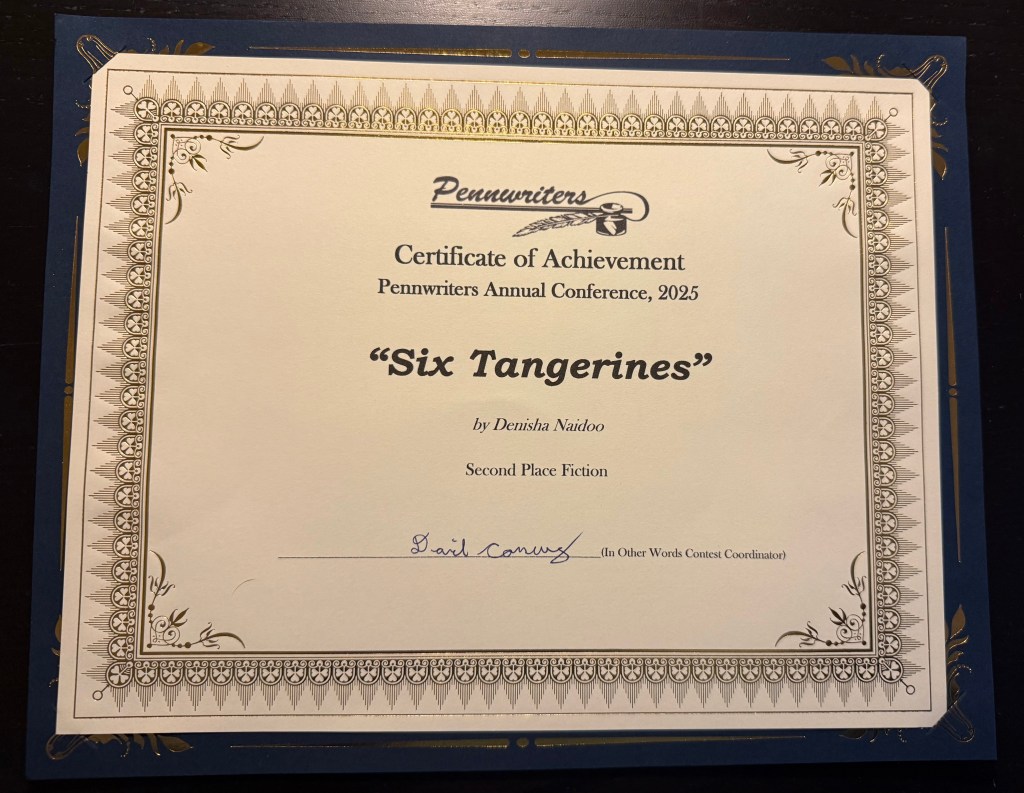 Pennwriters
Certificate of Achievement
Pennwriters Annual Conference, 2025
“Six Tangerines”
by Denisha Naidoo
Second Place Fiction
(In Other Words Contest Coordinator)